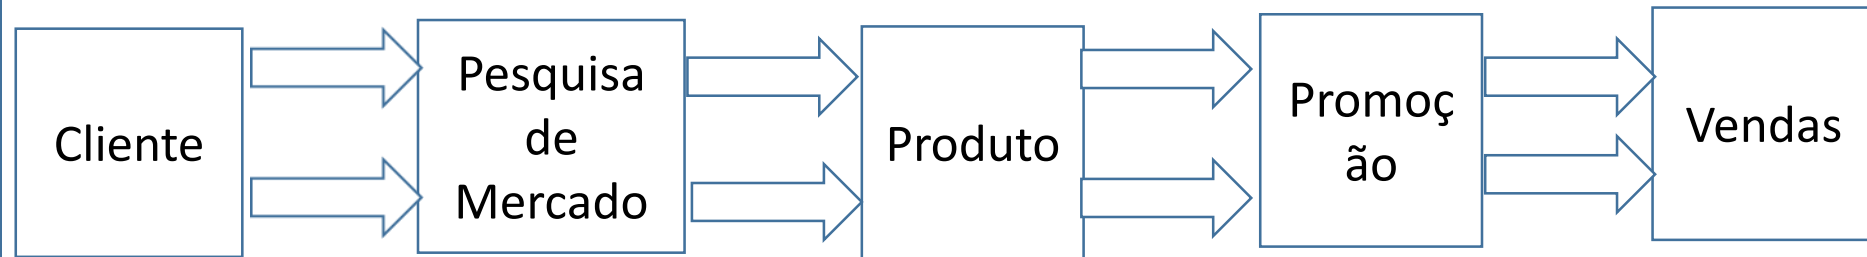 Cliente
Pesquisa
de
Mercado
Produto
Promoç
ão
Vendas